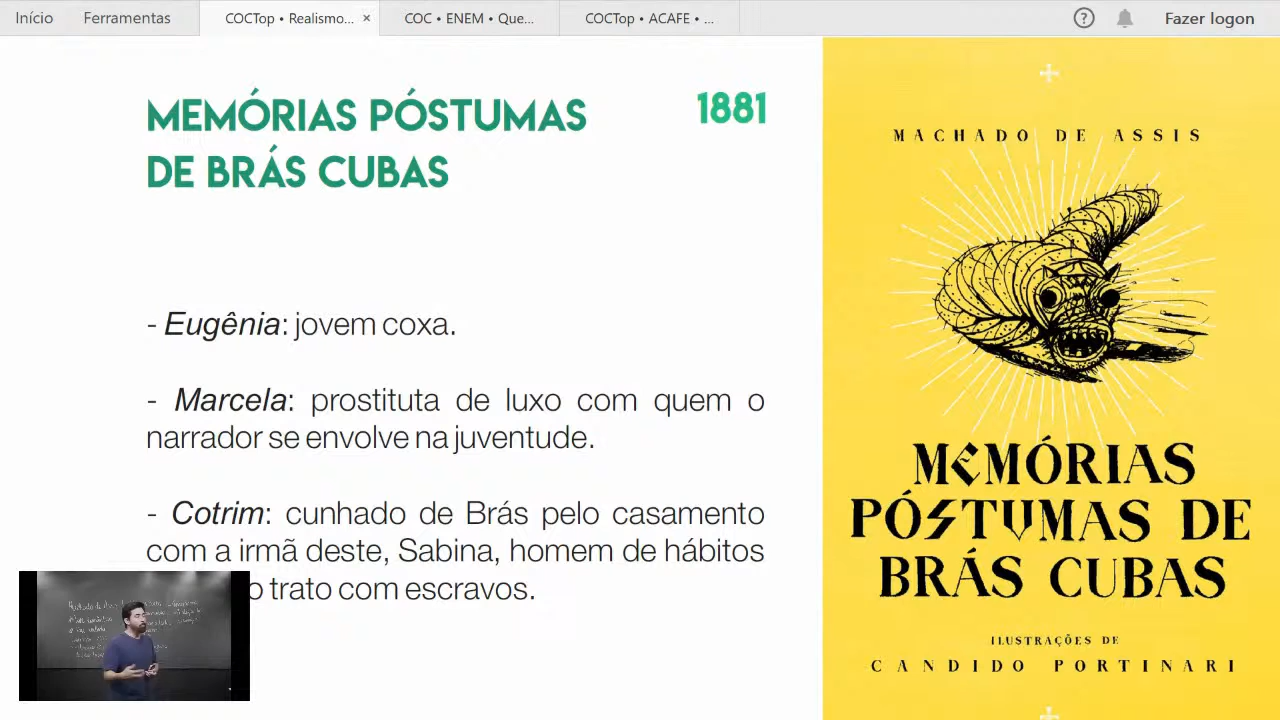 Início Ferramentas COCTop • Realismo... × COC • ENEM • Que... COCTop • ACAFE • ... ? Fazer logon
MEMÓRIAS PÓSTUMAS 1881
DE BRÁS CUBAS
- Eugênia: jovem coxa.
- Marcela: prostituta de luxo com quem o
narrador se envolve na juventude.
- Cotrim: cunhado de Brás pelo casamento
com a irmã deste, Sabina, homem de hábitos
o trato com escravos.
MACHADO DE ASSIS
MEMÓRIAS
PÓSTUMAS DE
BRÁS CUBAS
ILUSTRAÇÕES DE
CANDIDO PORTINARI